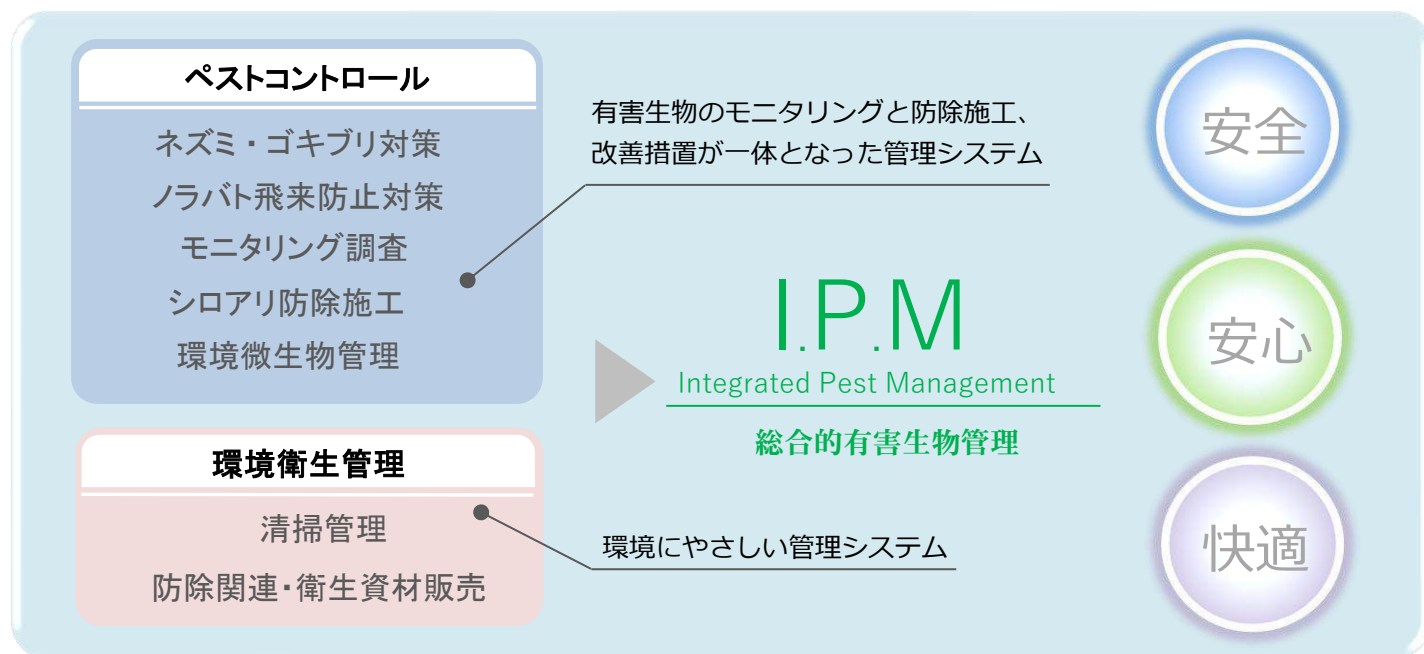 ペストコントロール
ネズミ・ゴキブリ対策
ノラバト飛来防止対策
モニタリング調査
シロアリ防除施工
環境微生物管理
環境衛生管理
清掃管理
防除関連・衛生資材販売
有害生物のモニタリングと防除施工、
改善措置が一体となった管理システム
I.P.M
Integrated Pest Management
総合的有害生物管理
環境にやさしい管理システム
安全
安心
快適